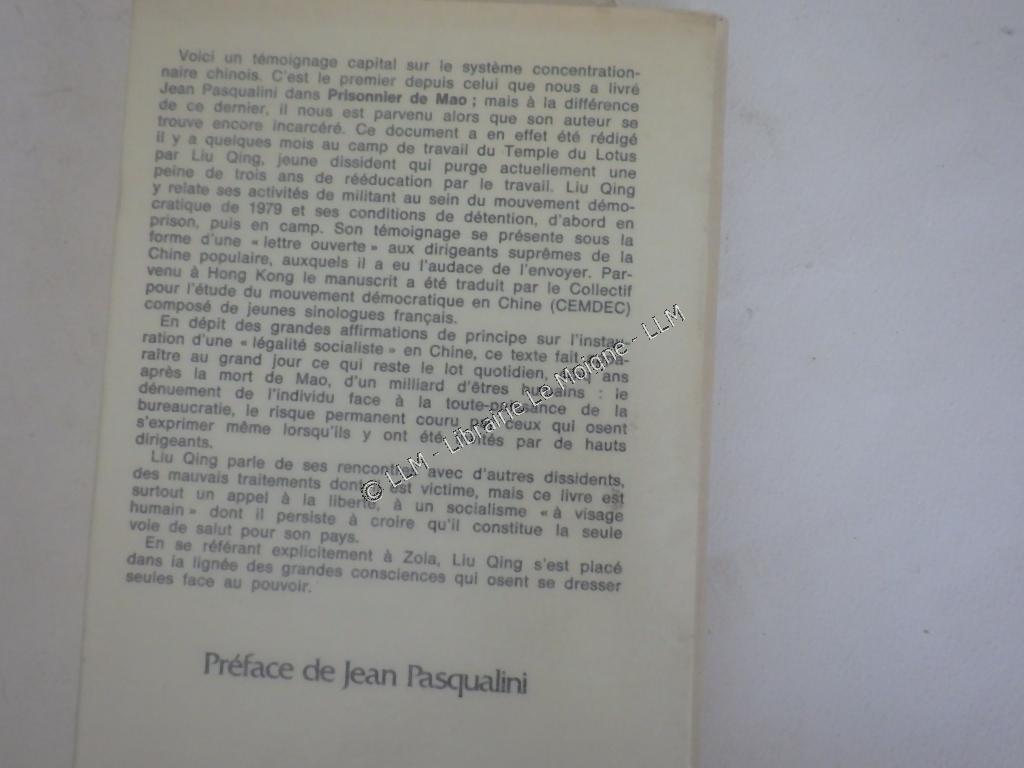 Voici un témoignage capital sur le système concentration-
naire chinois. C'est le premier depuis celui que nous a livré
Jean Pasqualini dans Prisonnier de Mao ; mais à la différence
de ce dernier, il nous est parvenu alors que son auteur se
trouve encore incarcéré. Ce document a en effet été rédigé
il y a quelques mois au camp de travail du Temple du Lotus
par Liu Qing, jeune dissident qui purge actuellement une
peine de trois ans de rééducation par le travail. Liu Qing
y relate ses activités de militant au sein du mouvement démo-
cratique de 1979 et ses conditions de détention, d'abord en
prison, puis en camp. Son témoignage se présente sous la
forme d'une « lettre ouverte » aux dirigeants suprêmes de la
Chine populaire, auxquels il a eu l'audace de l'envoyer. Par-
venu à Hong Kong le manuscrit a été traduit par le Collectif
pour l'étude du mouvement démocratique en Chine (CEMDEC)
composé de jeunes sinologues français.
En dépit des grandes affirmations de principe sur l'instau-
ration d'une « légalité socialiste » en Chine, ce texte fait
raître au grand jour ce qui reste le lot quotidien, ans
après la mort de Mao, d'un milliard d'êtres humains : le
dénuement de l'individu face à la toute-puissance de la
bureaucratie, le risque permanent couru par ceux qui osent
s'exprimer même lorsqu'ils y ont été invités par de hauts
dirigeants.
Liu Qing parle de ses rencontres avec d'autres dissidents,
des mauvais traitements dont il est victime, mais ce livre est
surtout un appel à la liberté, à un socialisme « à visage
humain » dont il persiste à croire qu'il constitue la seule
voie de salut pour son pays.
En se référant explicitement à Zola, Liu Qing s'est placé
dans la lignée des grandes consciences qui osent se dresser
seules face au pouvoir.
Préface de Jean Pasqualini
© LLM - Librairie Le Moigne - LLM